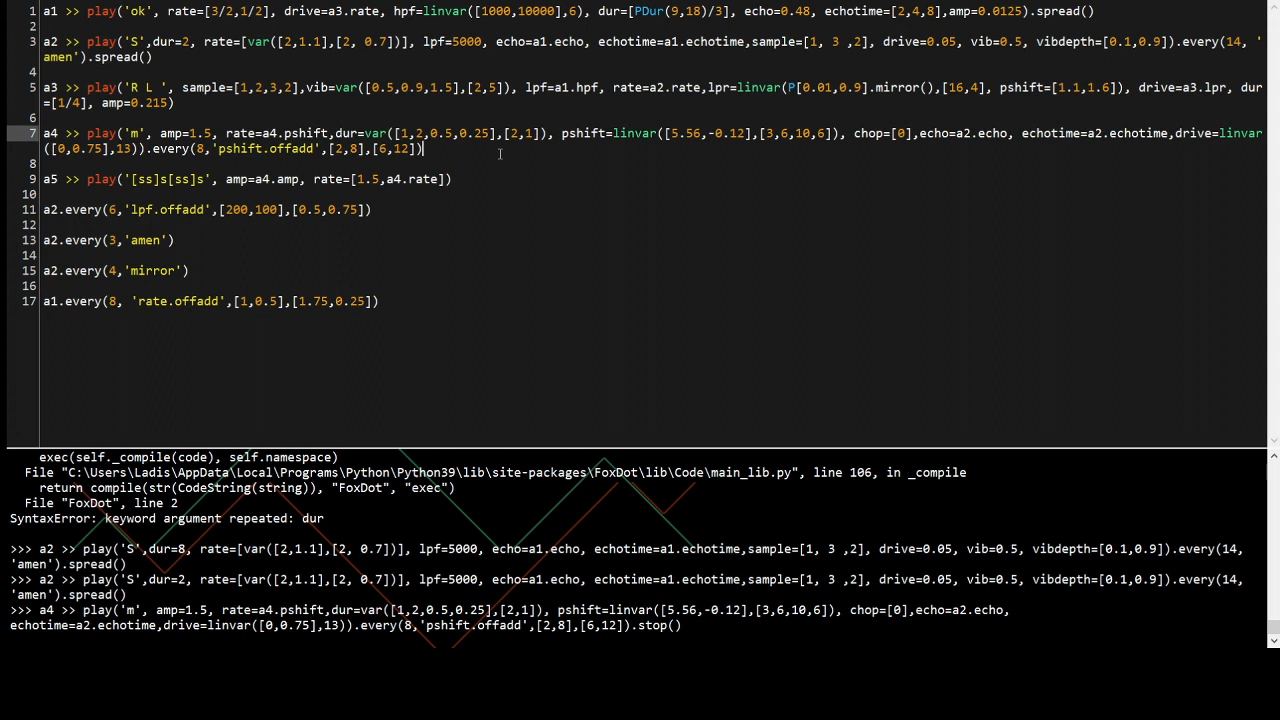 1 a1 >> play('ok', rate=[3/2,1/2], drive=a3.rate, hpf=linvar([1000,10000],6), dur=[PDur(9,18)/3], echo=0.48, echotime=[2,4,8],amp=0.0125).spread()
2
3 a2 >> play('S',dur=2, rate=[var([2,1.1],[2, 0.7])], lpf=5000, echo=a1.echo, echotime=a1.echotime,sample=[1, 3 ,2], drive=0.05, vib=0.5, vibdepth=[0.1,0.9]).every(14, '
amen').spread()
4
5 a3 >> play('R L ', sample=[1,2,3,2],vib=var([0.5,0.9,1.5],[2,5]), lpf=a1.hpf, rate=a2.rate,lpr=linvar(P[0.01,0.9].mirror(),[16,4], pshift=[1.1,1.6]), drive=a3.lpr, dur
=[1/4], amp=0.215)
6
7 a4 >> play('m', amp=1.5, rate=a4.pshift,dur=var([1,2,0.5,0.25],[2,1]), pshift=linvar([5.56,-0.12],[3,6,10,6]), chop=[0],echo=a2.echo, echotime=a2.echotime,drive=linvar
([0,0.75],13)).every(8,'pshift.offadd',[2,8],[6,12])
8
9 a5 >> play('[ss]s[ss]s', amp=a4.amp, rate=[1.5,a4.rate])
10
11 a2.every(6,'lpf.offadd',[200,100],[0.5,0.75])
12
13 a2.every(3,'amen')
14
15 a2.every(4,'mirror')
16
17 a1.every(8, 'rate.offadd',[1,0.5],[1.75,0.25])
exec(self._compile(code), self.namespace)
File "C:\Users\Ladis\AppData\Local\Programs\Python\Python39\lib\site-packages\FoxDot\lib\Code\main_lib.py", line 106, in _compile
return compile(str(CodeString(string)), "FoxDot", "exec")
File "FoxDot", line 2
SyntaxError: keyword argument repeated: dur
>>> a2 >> play('S',dur=8, rate=[var([2,1.1],[2, 0.7])], lpf=5000, echo=a1.echo, echotime=a1.echotime,sample=[1, 3 ,2], drive=0.05, vib=0.5, vibdepth=[0.1,0.9]).every(14,
'amen').spread()
>>> a2 >> play('S',dur=2, rate=[var([2,1.1],[2, 0.7])], lpf=5000, echo=a1.echo, echotime=a1.echotime,sample=[1, 3 ,2], drive=0.05, vib=0.5, vibdepth=[0.1,0.9]).every(14,
'amen').spread()
>>> a4 >> play('m', amp=1.5, rate=a4.pshift,dur=var([1,2,0.5,0.25],[2,1]), pshift=linvar([5.56,-0.12],[3,6,10,6]), chop=[0],echo=a2.echo,
echotime=a2.echotime,drive=linvar([0,0.75],13)).every(8,'pshift.offadd',[2,8],[6,12]).stop()